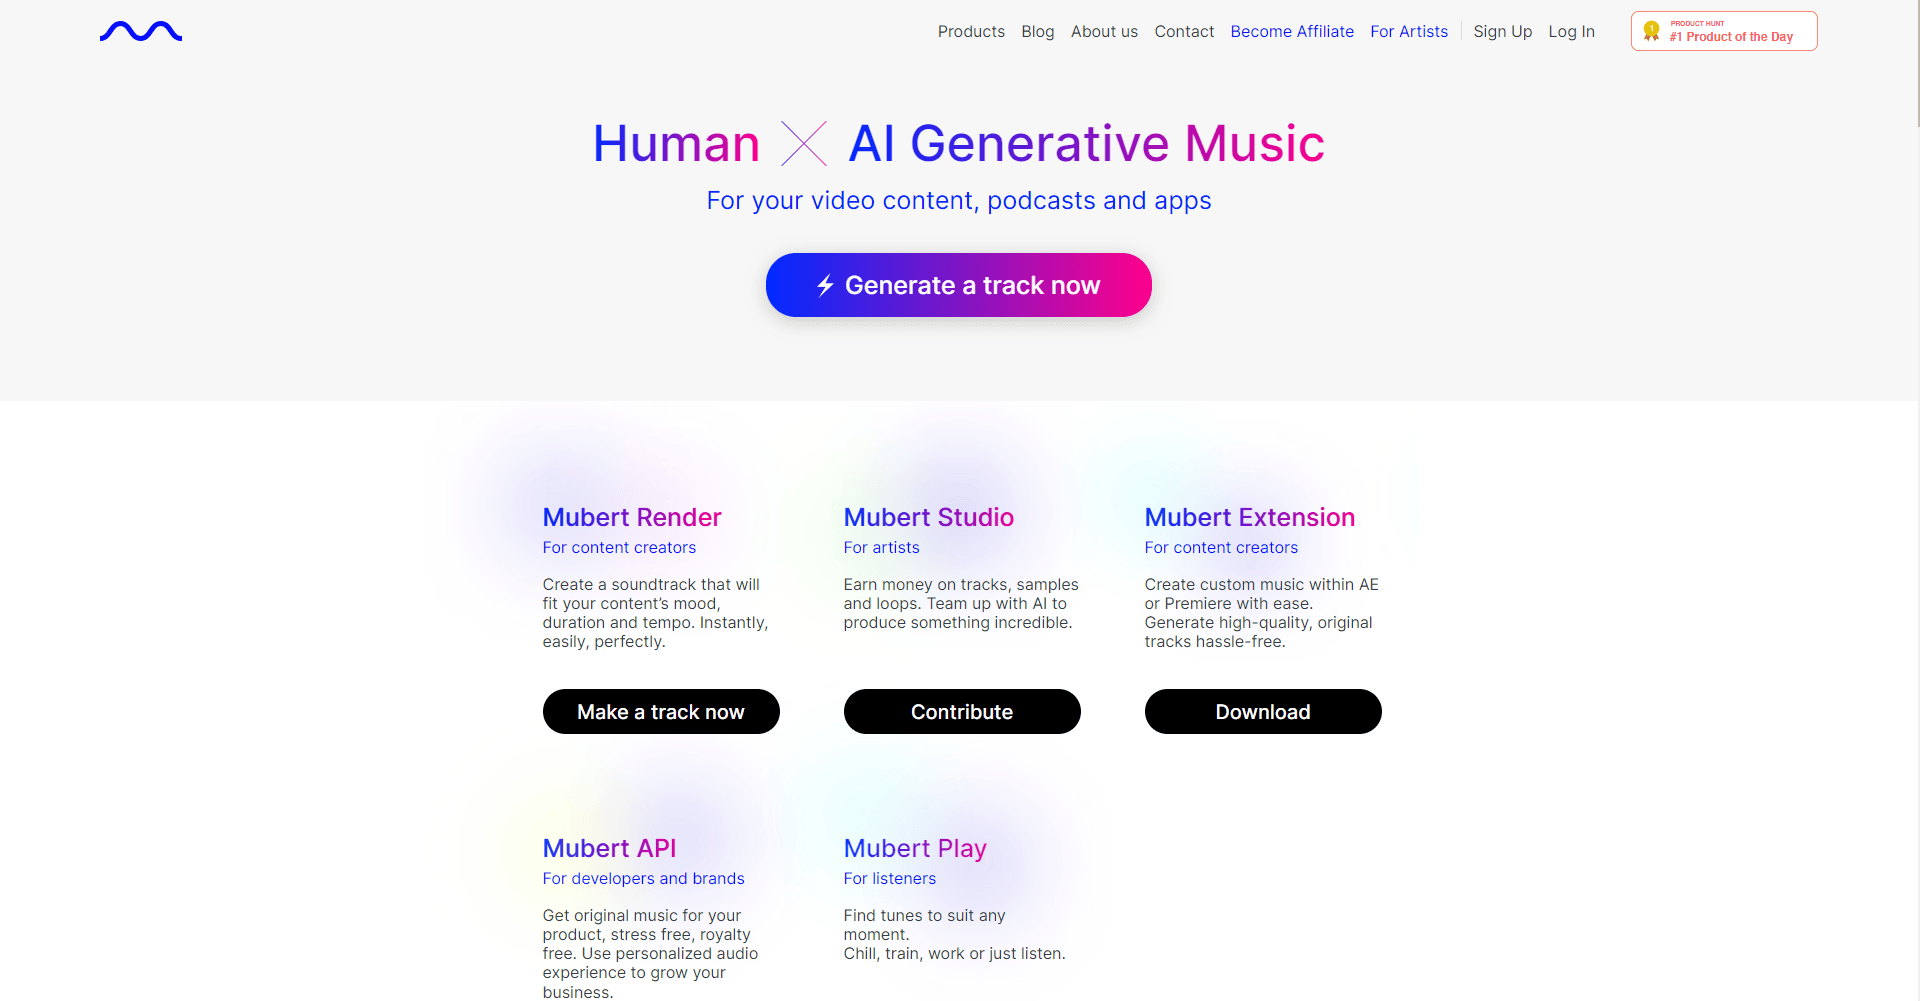 Products Blog About us Contact Become Affiliate For Artists Sign Up Log In
1
PRODUCT HUNT
#1 Product of the Day
Human AI Generative Music
For your video content, podcasts and apps
Generate a track now
Mubert Render
For content creators
Create a soundtrack that will
fit your content’s mood,
duration and tempo. Instantly,
easily, perfectly.
Make a track now
Mubert Studio
For artists
Earn money on tracks, samples
and loops. Team up with AI to
produce something incredible.
Contribute
Mubert Extension
For content creators
Create custom music within AE
or Premiere with ease.
Generate high-quality, original
tracks hassle-free.
Download
Mubert API
For developers and brands
Get original music for your
product, stress free, royalty
free. Use personalized audio
experience to grow your
business.
Mubert Play
For listeners
Find tunes to suit any
moment.
Chill, train, work or just listen.